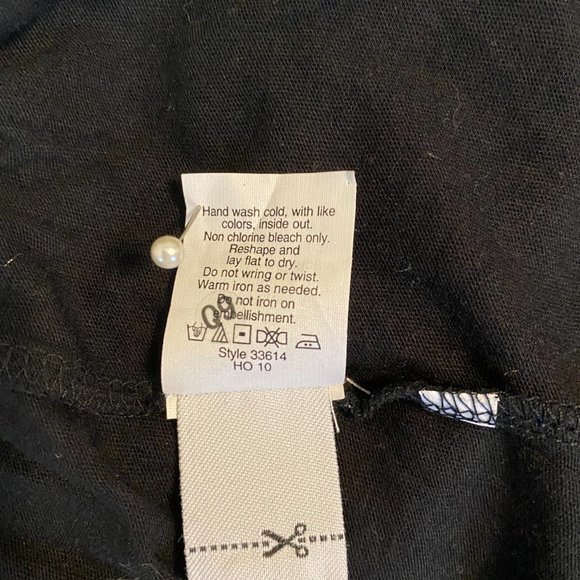 Hand wash cold, with like
colors, inside out.
Non chlorine bleach only.
Reshape and
lay flat to dry.
Do not wring or twist.
Warm iron as needed.
Do not iron on
embellishment.
09
Style 33614
HO 10